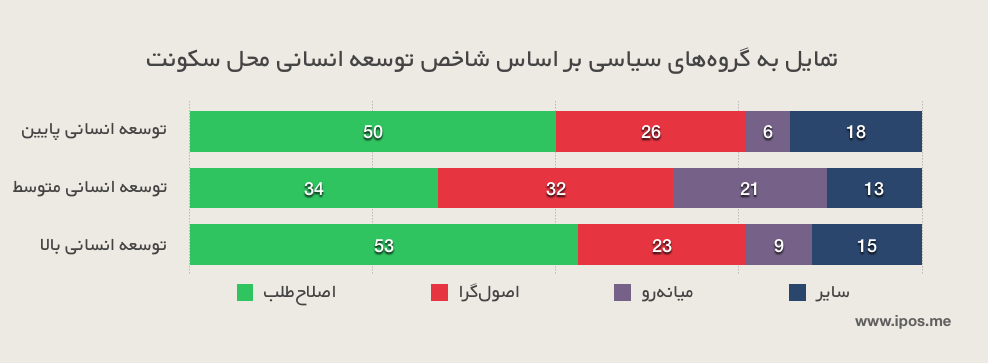 تمایل به گروه‌های سیاسی بر اساس شاخص توسعه انسانی محل سکونت
توسعه انسانی پایین 50 26 6 18
توسعه انسانی متوسط 34 32 21 13
توسعه انسانی بالا 53 23 9 15
اصلاح‌طلب اصول‌گرا میانه‌رو سایر
www.ipos.me